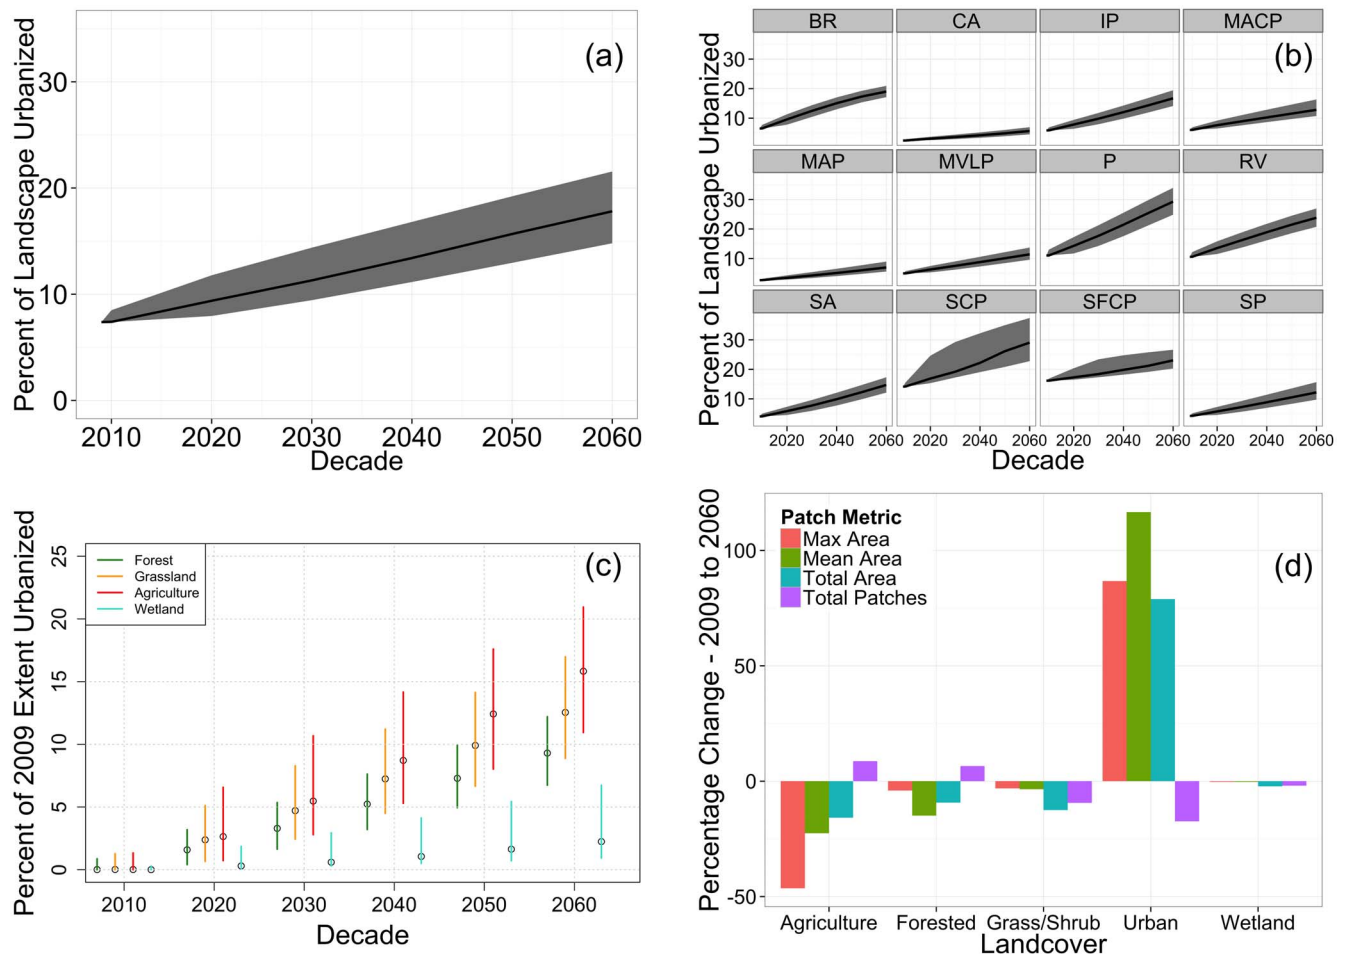 (a)
Percent of Landscape Urbanized
30
20
10
0
2010 2020 2030 2040 2050 2060
Decade
(b)
Percent of Landscape Urbanized
BR CA IP MACP
30
20
10
MAP MVLP P RV
30
20
10
SA SCP SFCP SP
30
20
10
2020 2040 2060 2020 2040 2060 2020 2040 2060 2020 2040 2060
Decade
(c)
Percent of 2009 Extent Urbanized
Forest
Grassland
Agriculture
Wetland
25
20
15
10
5
0
2010 2020 2030 2040 2050 2060
Decade
(d)
Percentage Change - 2009 to 2060
Patch Metric
Max Area
Mean Area
Total Area
Total Patches
100
50
0
-50
Agriculture Forested Grass/Shrub Urban Wetland
Landcover